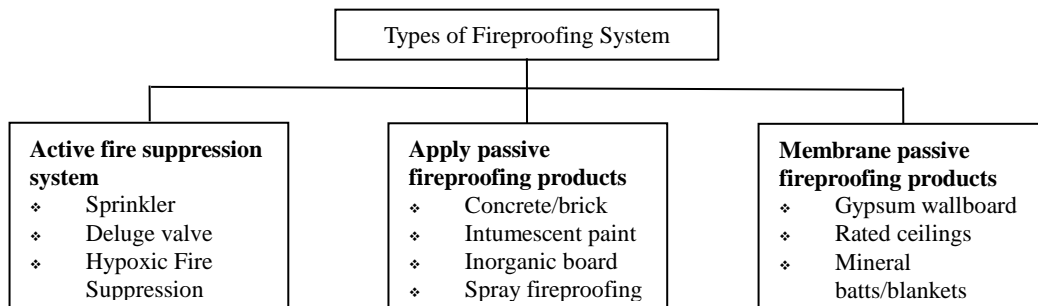 Types of Fireproofing System
Active fire suppression
system
❖ Sprinkler
❖ Deluge valve
❖ Hypoxic Fire
Suppression
Apply passive
fireproofing products
❖ Concrete/brick
❖ Intumescent paint
❖ Inorganic board
❖ Spray fireproofing
Membrane passive
fireproofing products
❖ Gypsum wallboard
❖ Rated ceilings
❖ Mineral
batts/blankets